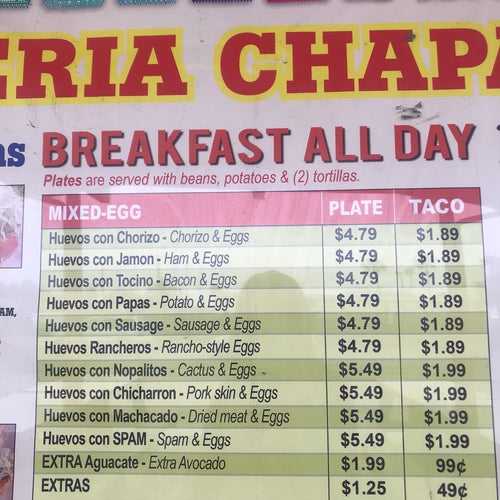 ERIA CHAPA
as BREAKFAST ALL DAY
Plates are served with beans, potatoes & (2) tortillas.
MIXED-EGG PLATE TACO
Huevos con Chorizo - Chorizo & Eggs $4.79 $1.89
Huevos con Jamon - Ham & Eggs $4.79 $1.89
Huevos con Tocino - Bacon & Eggs $4.79 $1.89
Huevos con Papas - Potato & Eggs $4.79 $1.89
Huevos con Sausage - Sausage & Eggs $4.79 $1.89
Huevos Rancheros - Rancho-style Eggs $4.79 $1.89
Huevos con Nopalitos - Cactus & Eggs $5.49 $1.99
Huevos con Chicharron - Pork skin & Eggs $5.49 $1.99
Huevos con Machacado - Dried meat & Eggs $5.49 $1.99
Huevos con SPAM - Spam & Eggs $5.49 $1.99
EXTRA Aguacate - Extra Avocado $1.99 99¢
EXTRAS $1.25 49¢
AM,